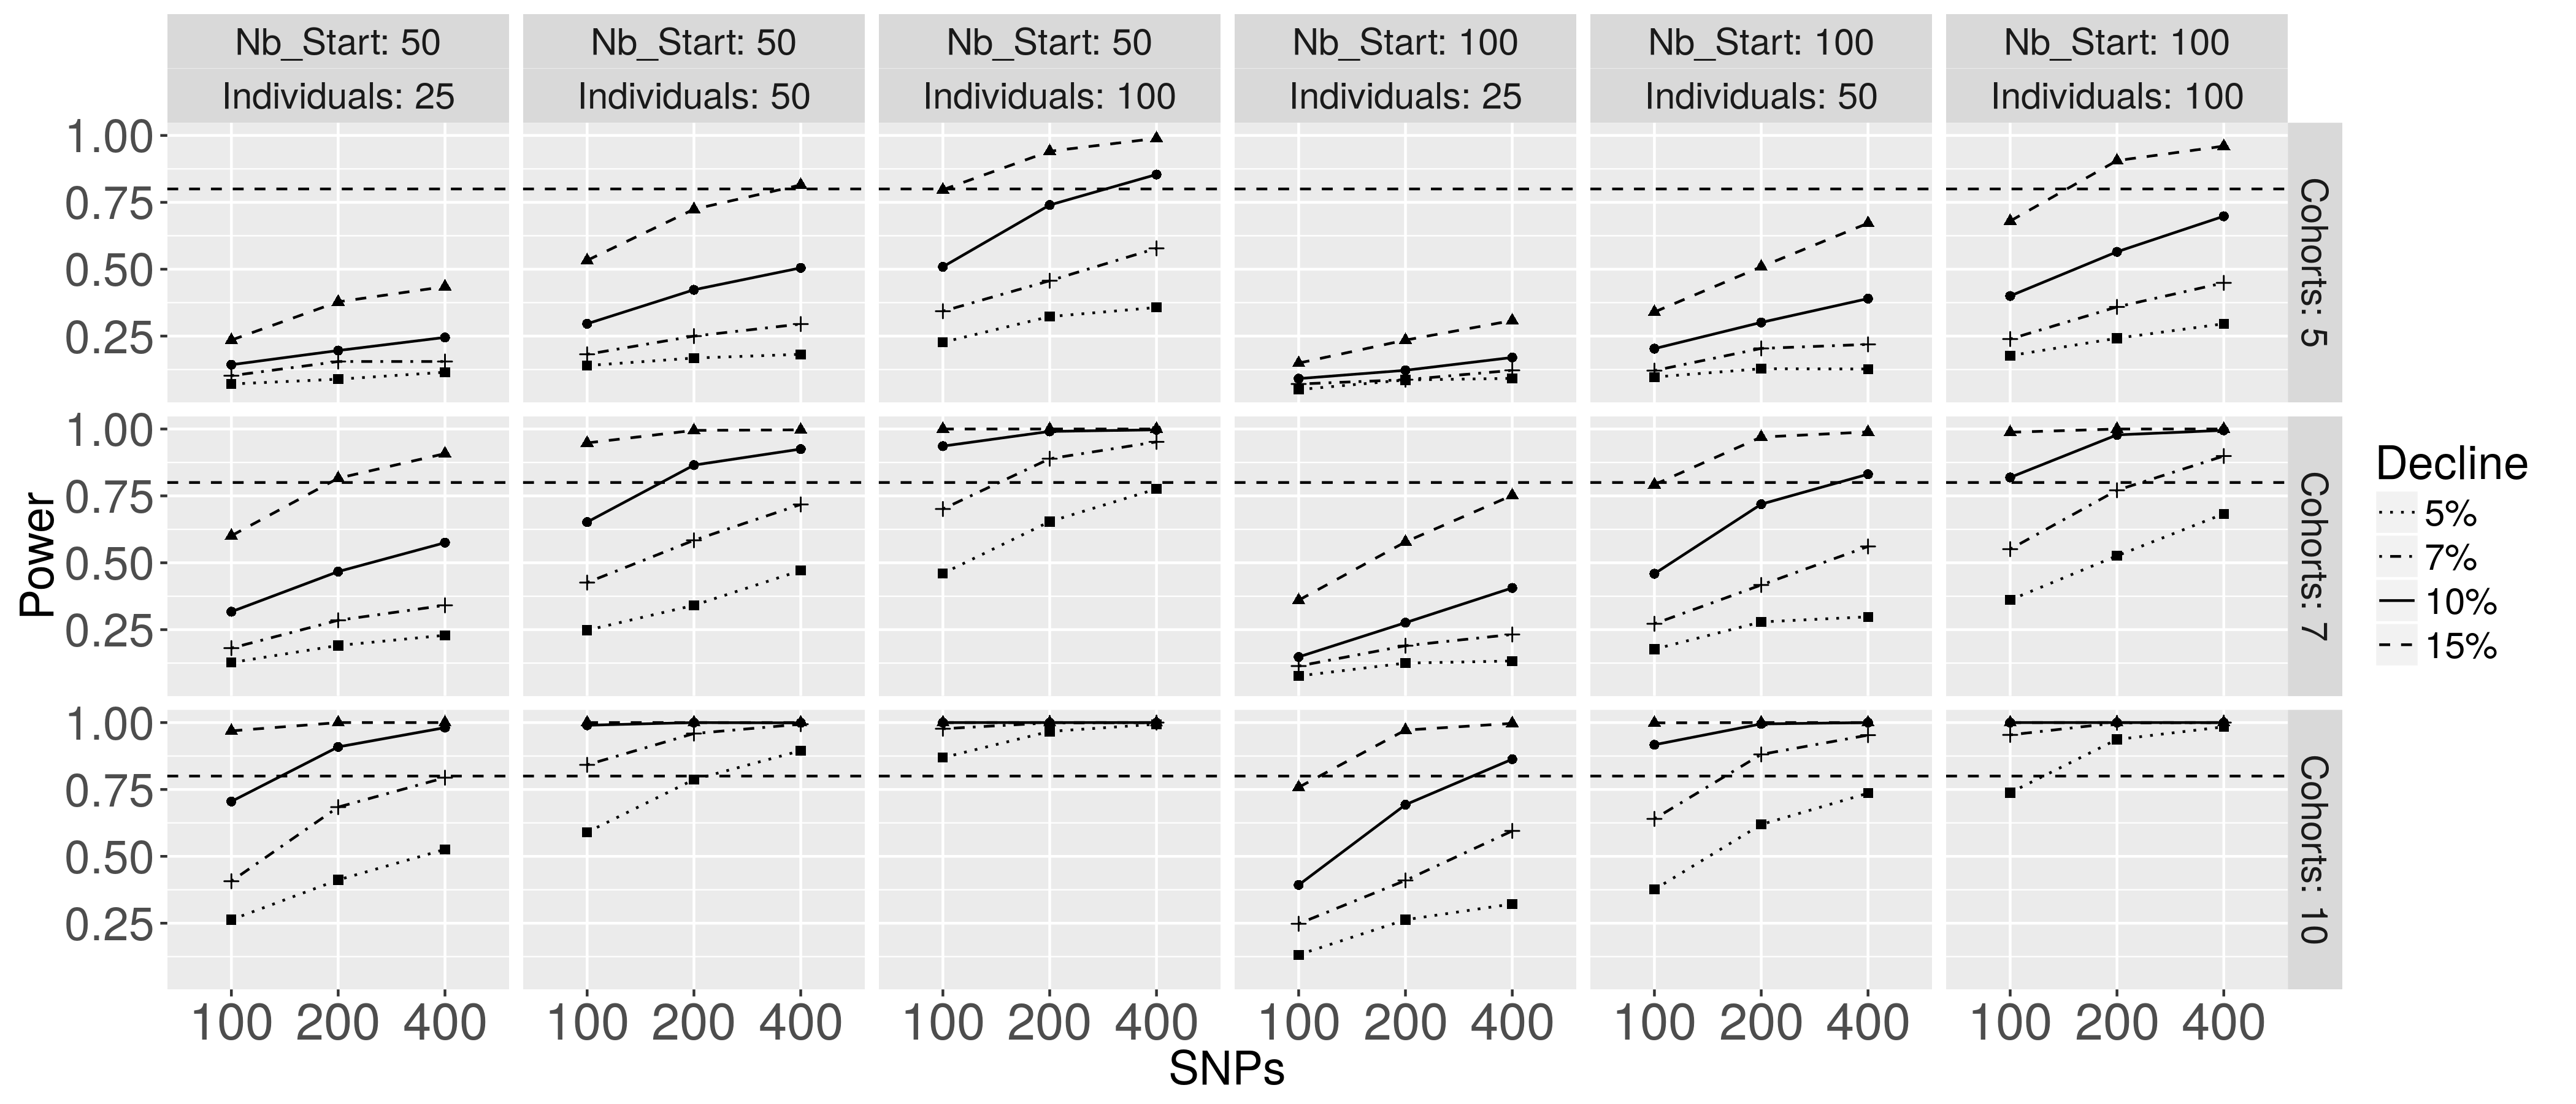 Nb_Start: 50 Nb_Start: 50 Nb_Start: 50 Nb_Start: 100 Nb_Start: 100 Nb_Start: 100
Individuals: 25 Individuals: 50 Individuals: 100 Individuals: 25 Individuals: 50 Individuals: 100
1.00
0.75
0.50
0.25
Cohorts: 5
1.00
0.75
0.50
0.25
Cohorts: 7
1.00
0.75
0.50
0.25
Cohorts: 10
Power
100 200 400 100 200 400 100 200 400 100 200 400 100 200 400 100 200 400
SNPs
Decline
5%
7%
10%
15%